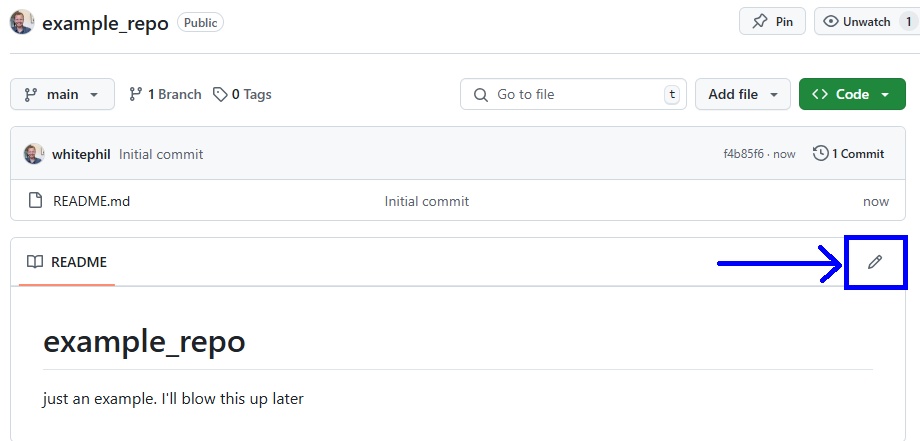 example_repo Public Pin Unwatch 1
main 1 Branch 0 Tags Go to file t Add file Code
whitephil Initial commit f4b85f6 · now 1 Commit
README.md Initial commit now
README
example_repo
just an example. I'll blow this up later